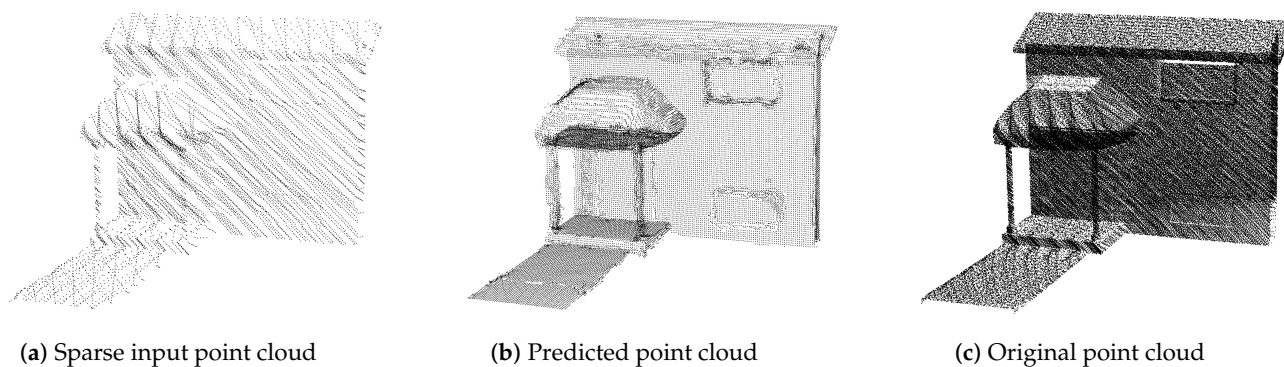 (a) Sparse input point cloud
(b) Predicted point cloud
(c) Original point cloud